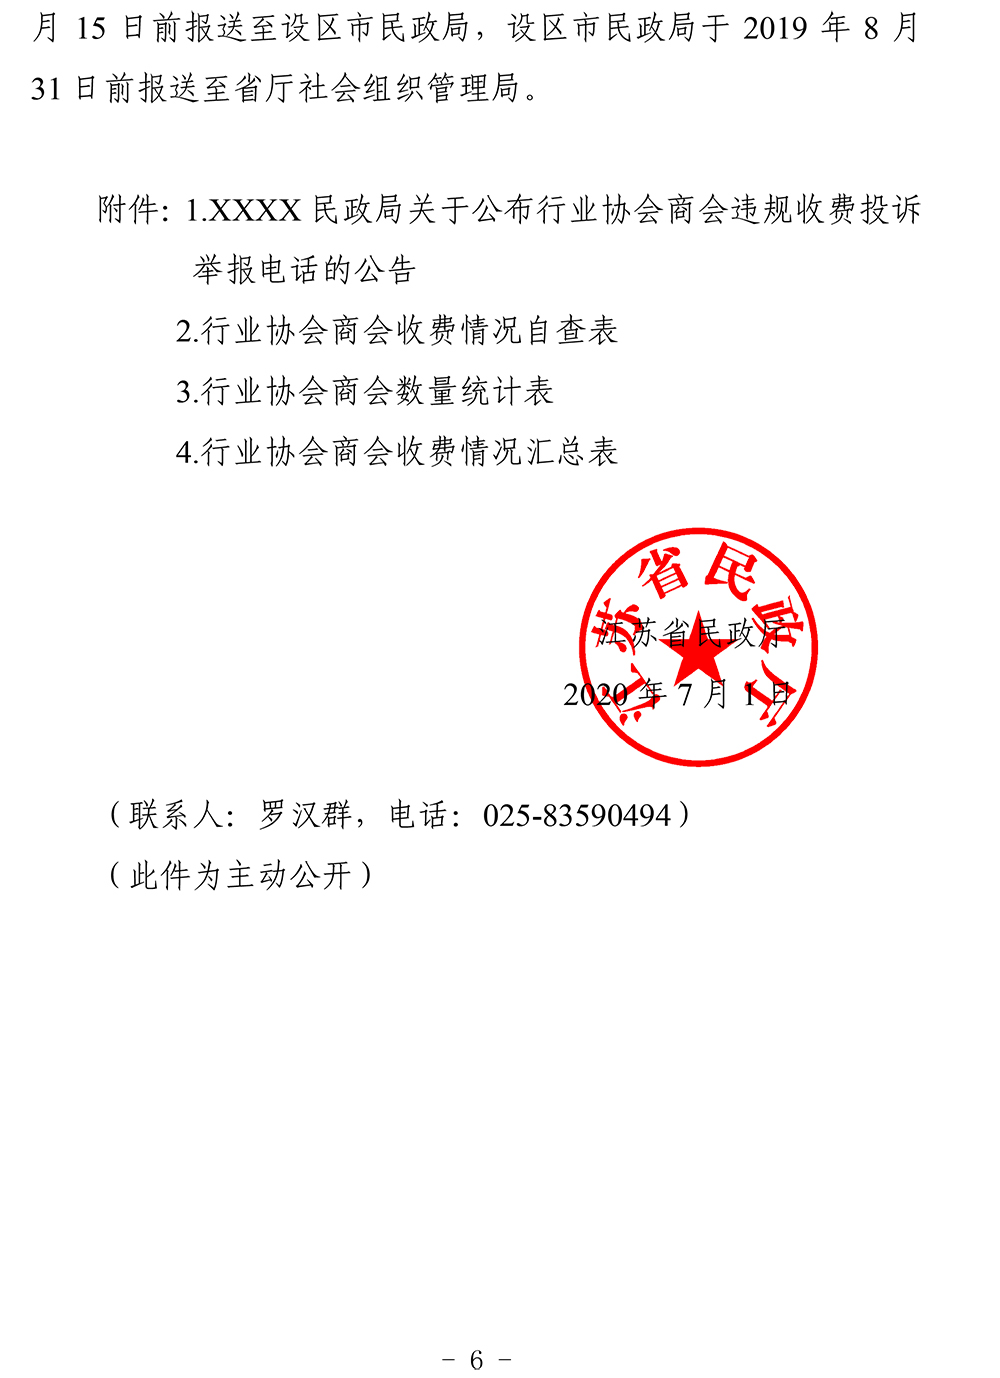 月 15 日前报送至设区市民政局，设区市民政局于 2019 年 8 月
31 日前报送至省厅社会组织管理局。
附件：1.XXXX 民政局关于公布行业协会商会违规收费投诉
举报电话的公告
2.行业协会商会收费情况自查表
3.行业协会商会数量统计表
4.行业协会商会收费情况汇总表
江苏省民政厅
江苏省民政厅
2020 年 7 月 1 日
（联系人：罗汉群，电话：025-83590494）
（此件为主动公开）
- 6 -